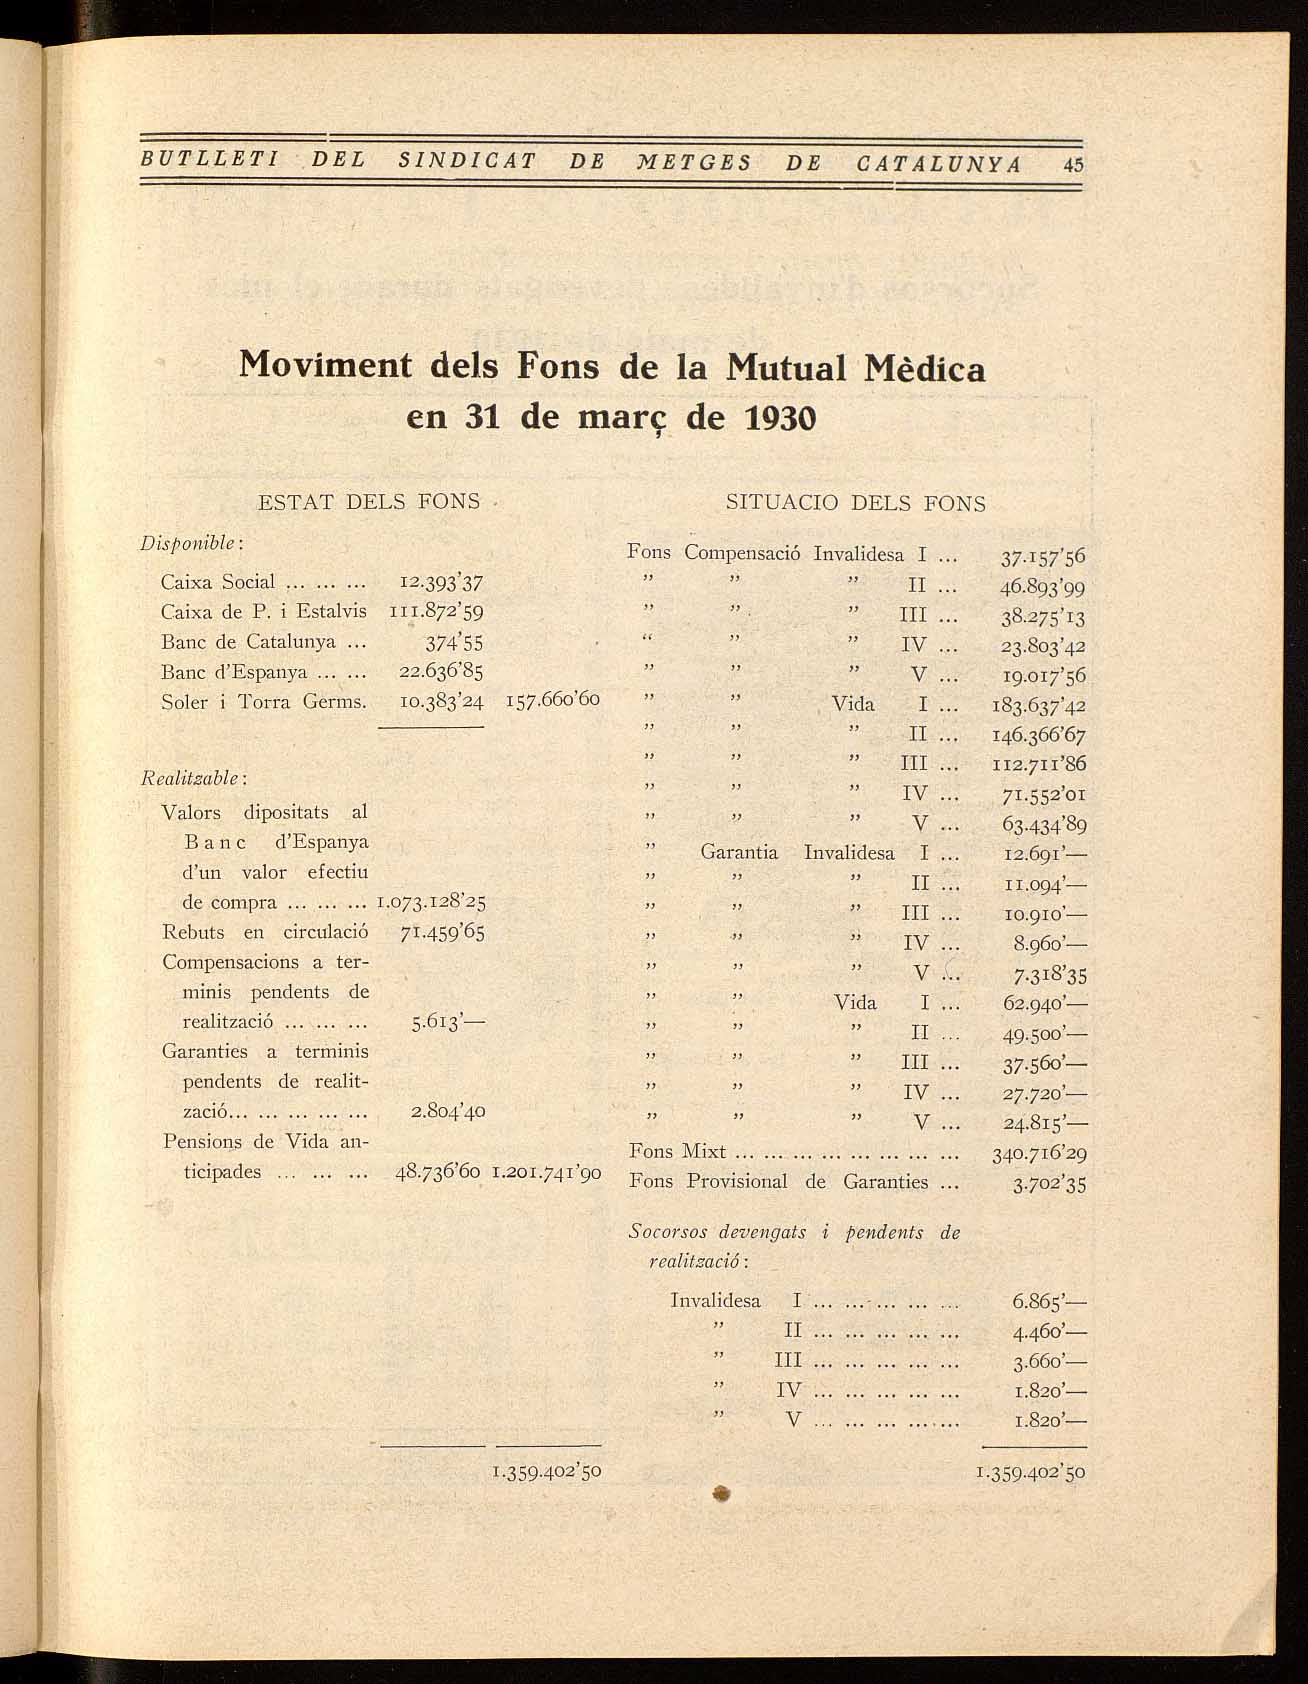 BUTLLETI DEL SINDICAT DE METGES DE CATALUNYA 45
Moviment dels Fons de la Mutual Mèdica
en 31 de març de 1930
ESTAT DELS FONS
Disponible:
Caixa Social ... ... ... 12.393'37
Caixa de P. i Estalvis 111.872'59
Banc de Catalunya ... 374'55
Banc d'Espanya ... ... 22.636'85
Soler i Torra Germs. 10.383'24 157.660'60
Realitzable:
Valors dipositats al
Banc d'Espanya
d'un valor efectiu
de compra ... ... ... 1.073.128'25
Rebuts en circulació 71.459'65
Compensacions a ter-
minis pendents de
realització ... ... ... 5.613'—
Garanties a terminis
pendents de realit-
zació... ... ... ... ... 2.804'40
Pensions de Vida an-
ticipades ... ... ... 48.736'60 1.201.741'90
1.359.402'50
SITUACIO DELS FONS
Fons Compensació Invalidesa I ... 37.157'56
" " " II ... 46.893'99
" " " III ... 38.275'13
“ " " IV ... 23.803'42
" " " V ... 19.017'56
" " Vida I ... 183.637'42
" " " II ... 146.366'67
" " " III ... 112.711'86
" " " IV ... 71.552'01
" " " V ... 63.434'89
" Garantia Invalidesa I ... 12.691'—
" " " II ... 11.094'—
" " " III ... 10.910'—
" " " IV ... 8.960'—
" " " V ... 7.318'35
" " Vida I ... 62.940'—
" " " II ... 49.500'—
" " " III ... 37.560'—
" " " IV ... 27.720'—
" " " V ... 24.815'—
Fons Mixt ... ... ... ... ... ... ... ... 340.716'29
Fons Provisional de Garanties ... 3.702'35
Socorsos devengats i pendents de
realització:
Invalidesa I ... ... ... ... ... 6.865'—
" II ... ... ... ... ... 4.460'—
" III ... ... ... ... ... 3.660'—
" IV ... ... ... ... ... 1.820'—
" V ... ... ... ... ... 1.820'—
1.359.402'50